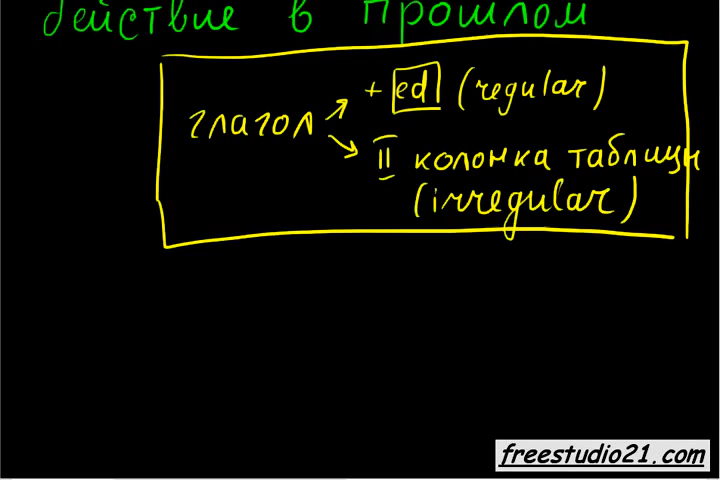 действие в прошлом
глагол
+ ed (regular)
II колонка таблицы
(irregular)
freestudio21.com